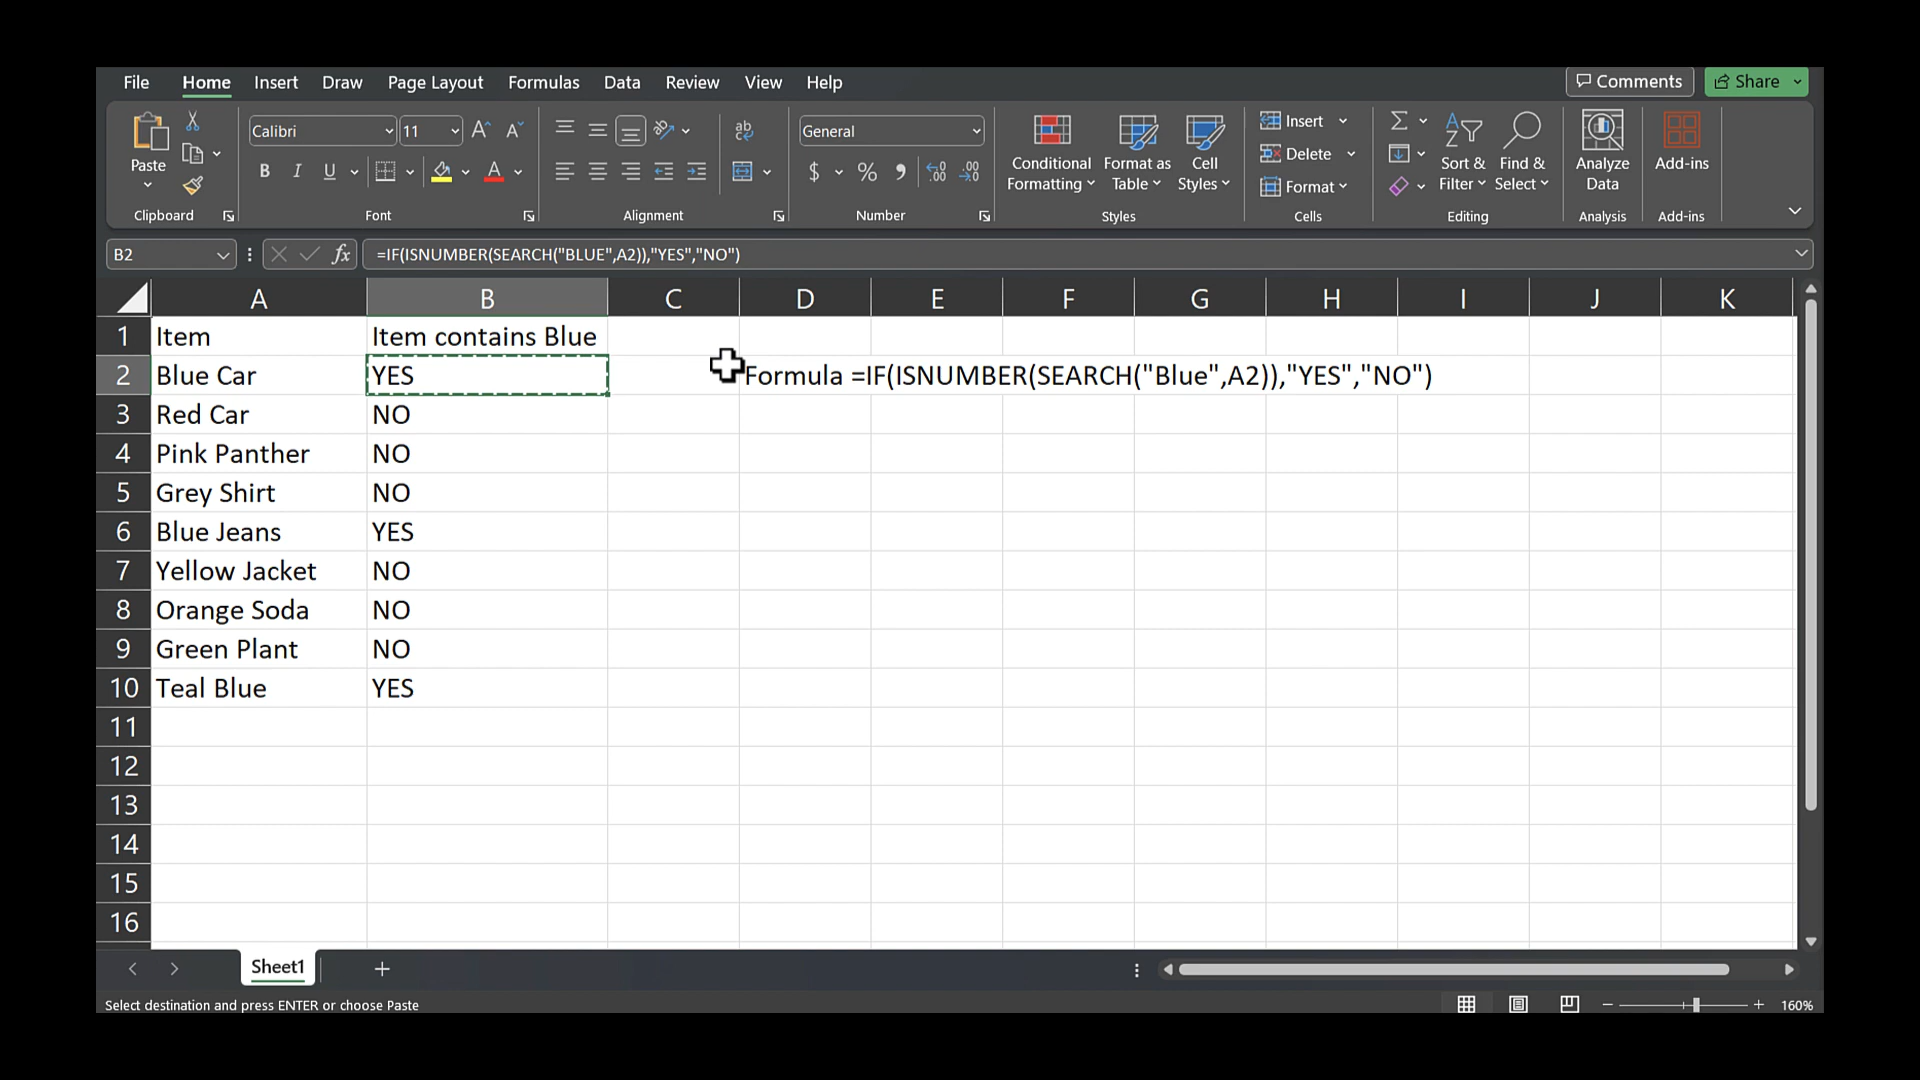 File Home Insert Draw Page Layout Formulas Data Review View Help Comments Share
Calibri 11 General
Paste
B I U $ %
Conditional Formatting
Format as Table
Cell Styles
Insert
Delete
Format
Sort & Filter
Find & Select
Analyze Data
Add-ins
Clipboard Font Alignment Number Styles Cells Editing Analysis Add-ins
B2 fx =IF(ISNUMBER(SEARCH("BLUE",A2)),"YES","NO")
A B C D E F G H I J K
1 Item Item contains Blue
2 Blue Car YES Formula =IF(ISNUMBER(SEARCH("Blue",A2)),"YES","NO")
3 Red Car NO
4 Pink Panther NO
5 Grey Shirt NO
6 Blue Jeans YES
7 Yellow Jacket NO
8 Orange Soda NO
9 Green Plant NO
10 Teal Blue YES
11
12
13
14
15
16
Sheet1
Select destination and press ENTER or choose Paste 160%